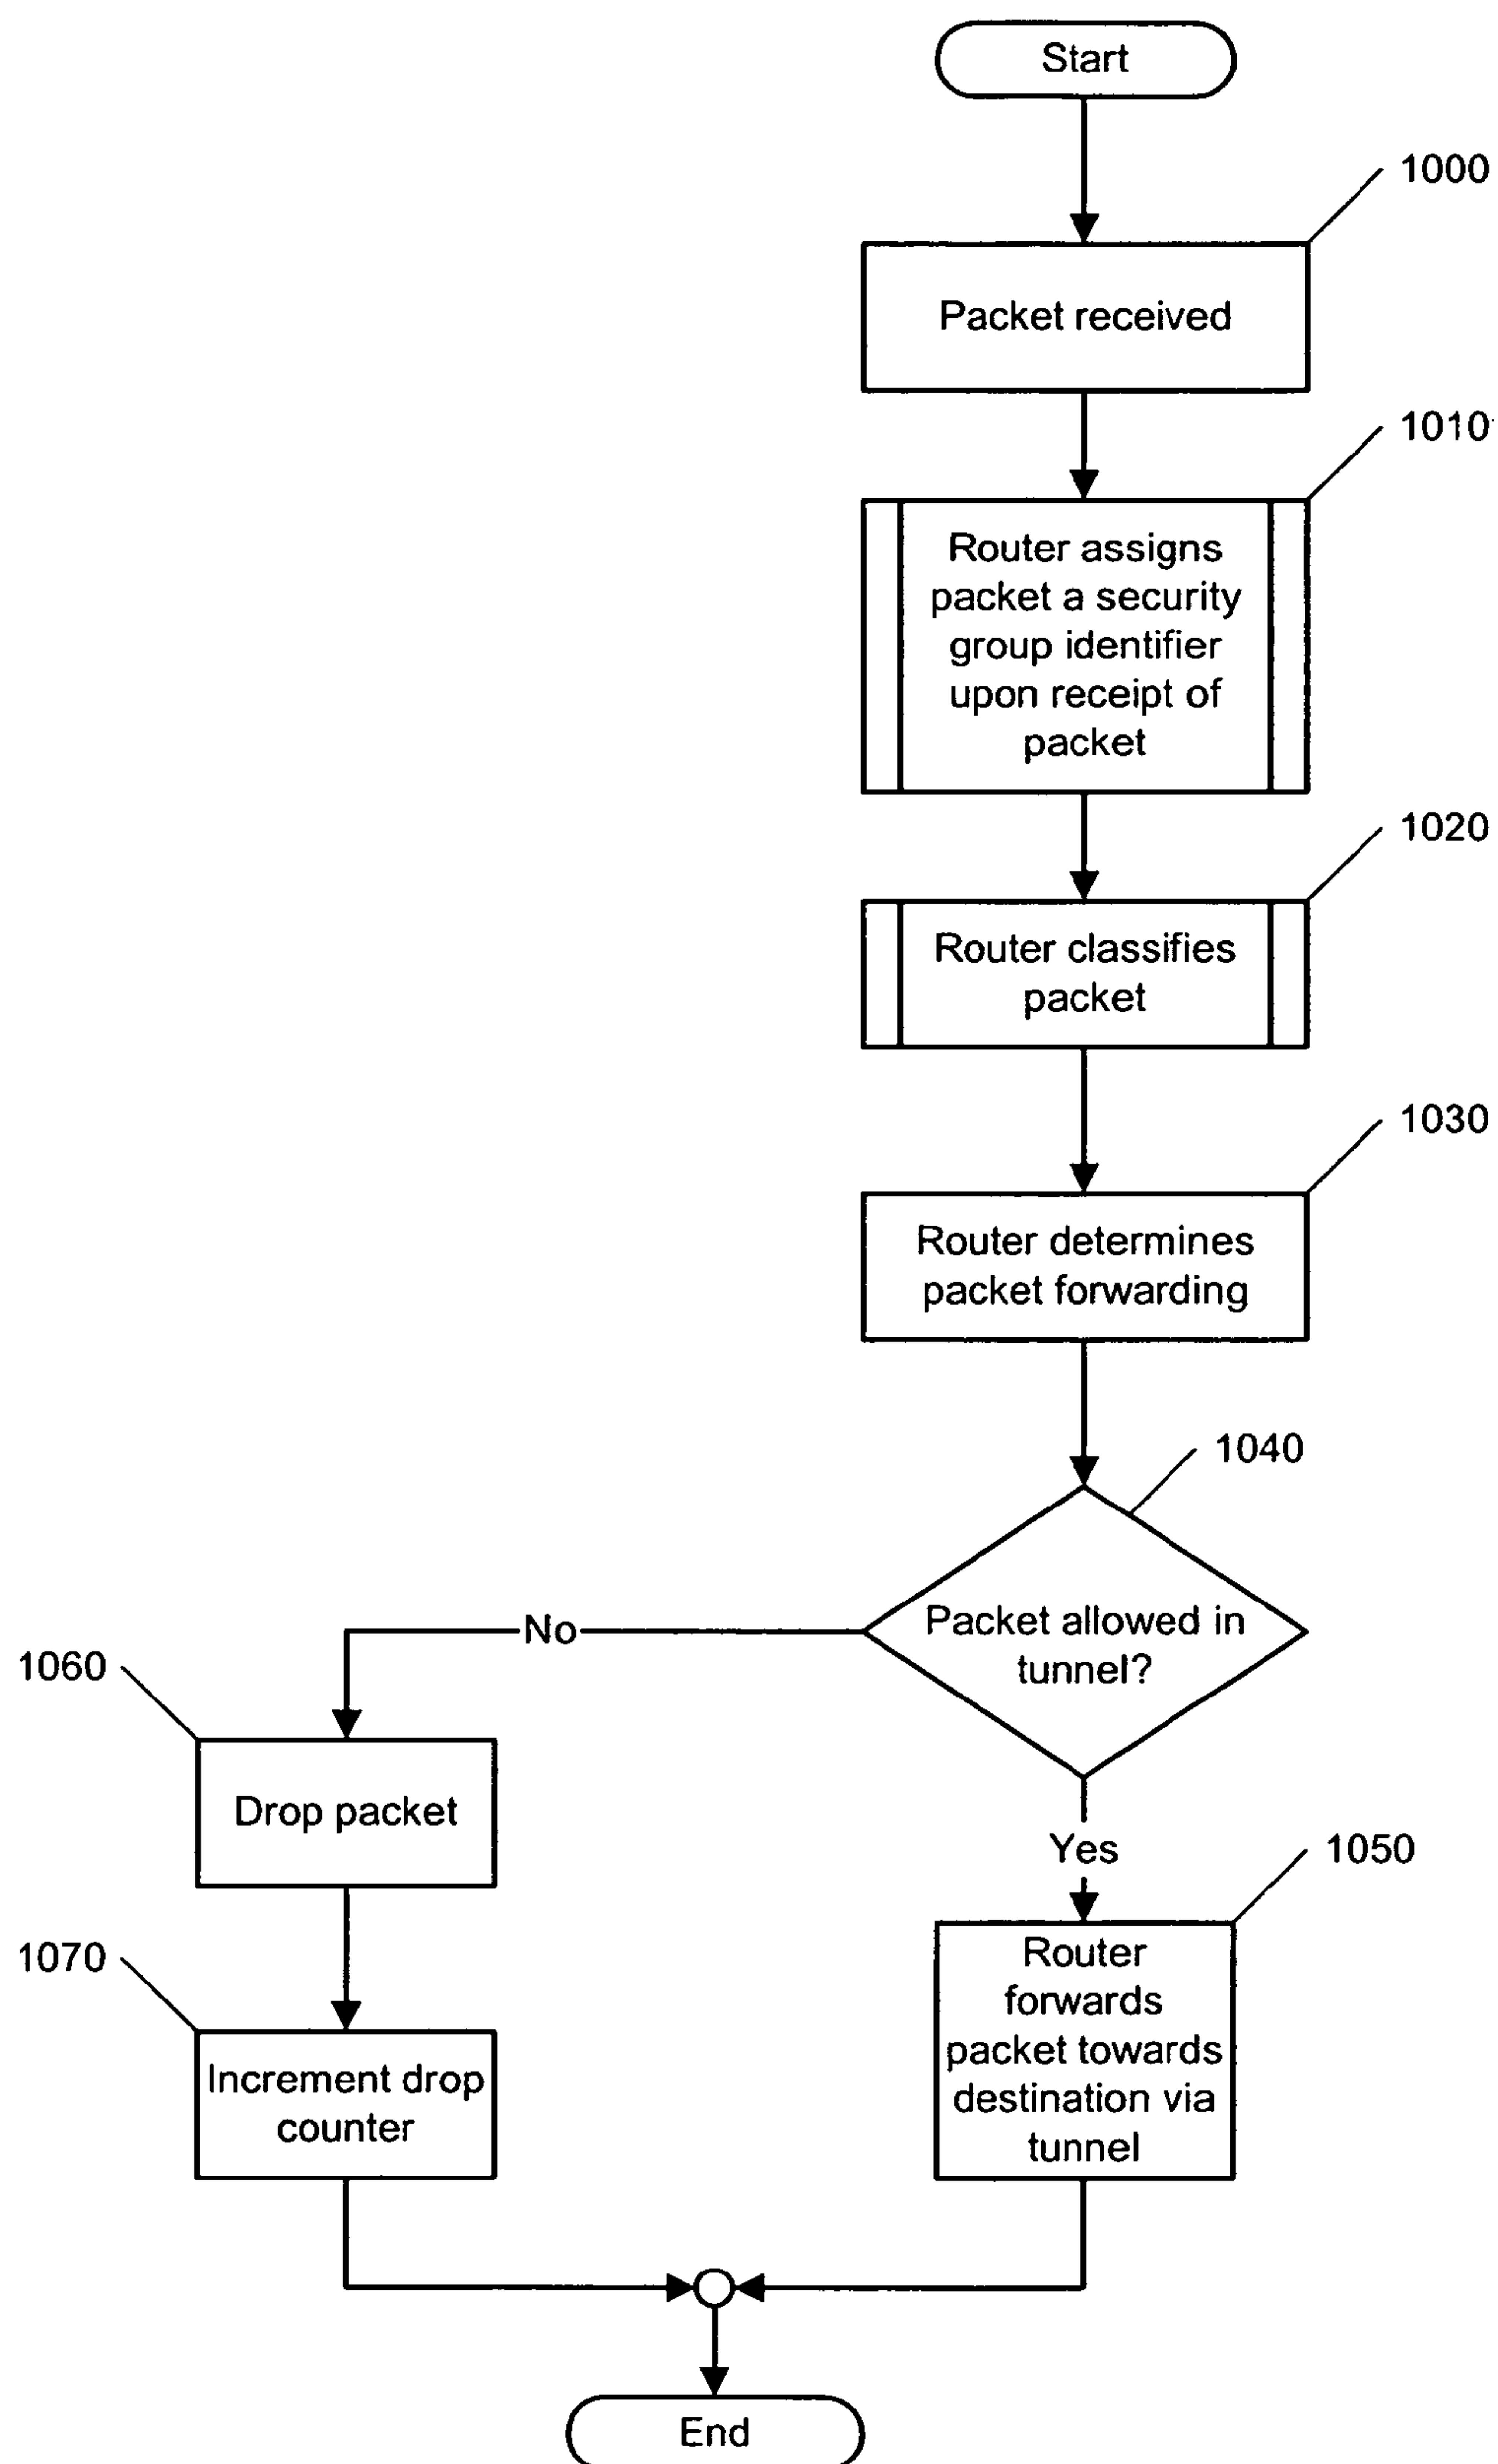 Start
1000
Packet received
1010
Router assigns
packet a security
group identifier
upon receipt of
packet
1020
Router classifies
packet
1030
Router determines
packet forwarding
1040
Packet allowed in
tunnel?
No
1060
Drop packet
Yes
1050
Router
forwards
packet towards
destination via
tunnel
1070
Increment drop
counter
End